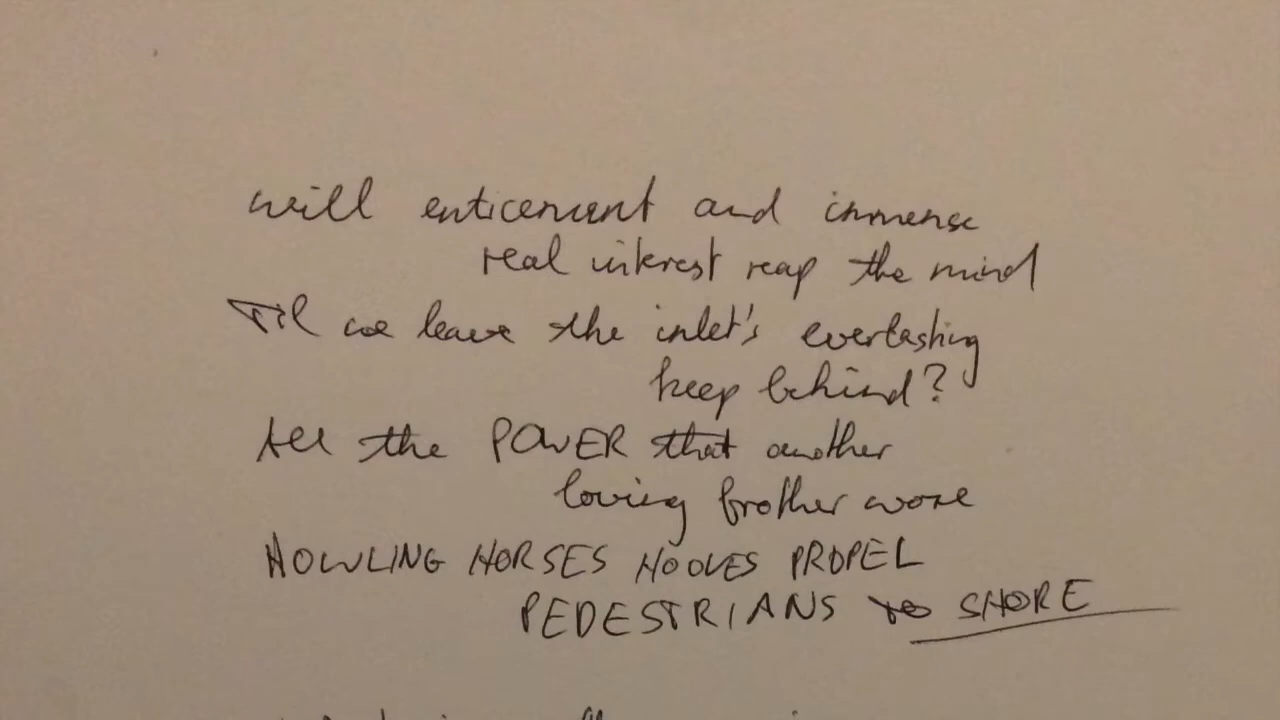 will enticement and immense
real interest reap the mind
Til we leave the inlet's everlasting
keep behind?
All the POWER that another
loving brother wore
HOWLING HORSES HOOVES PROPEL
PEDESTRIANS to SHORE